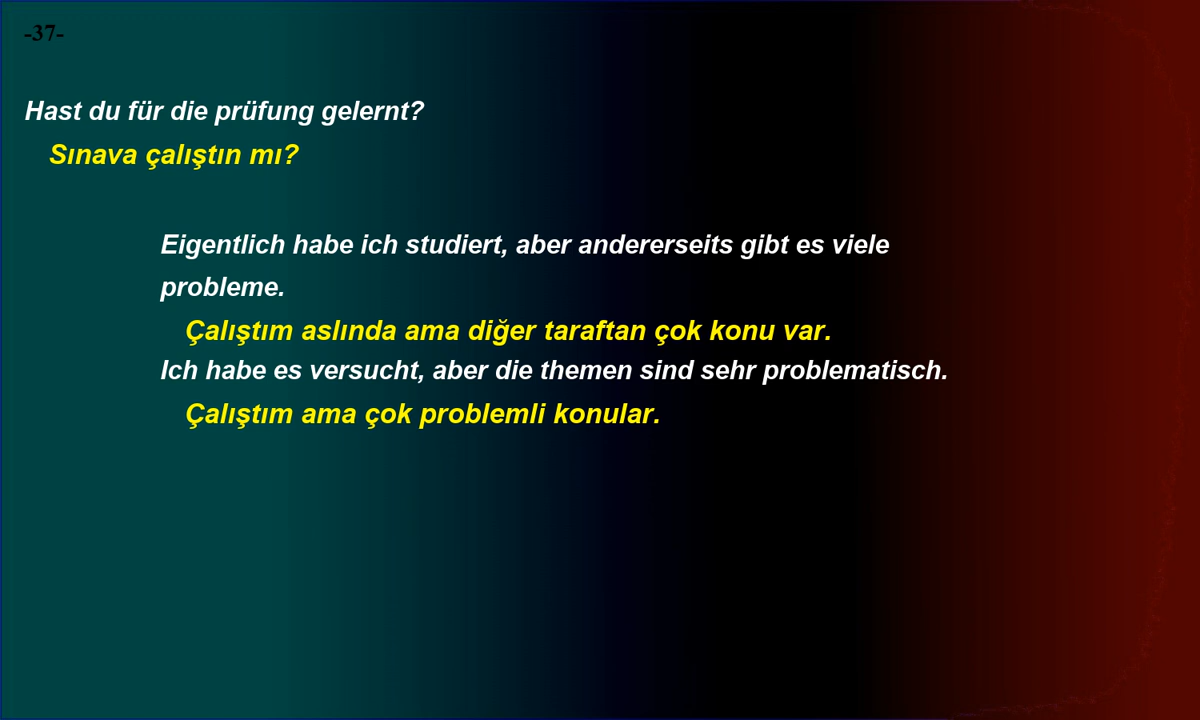 -37-
Hast du für die prüfung gelernt?
Sınava çalıştın mı?
Eigentlich habe ich studiert, aber andererseits gibt es viele
probleme.
Çalıştım aslında ama diğer taraftan çok konu var.
Ich habe es versucht, aber die themen sind sehr problematisch.
Çalıştım ama çok problemli konular.